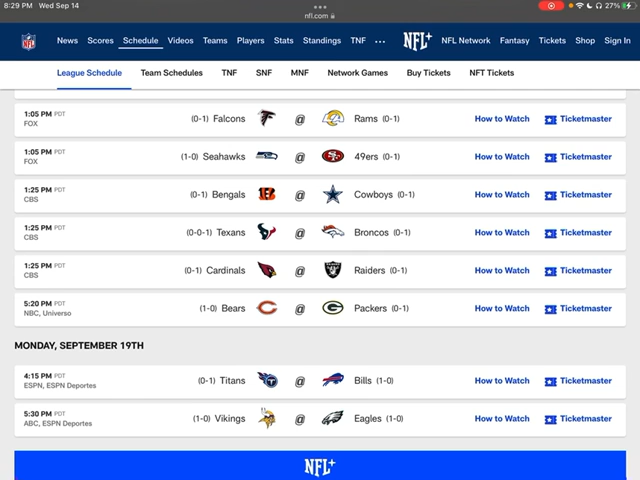 8:29 PM Wed Sep 14
27%
nfl.com
NFL
News Scores Schedule Videos Teams Players Stats Standings TNF ••• NFL+ NFL Network Fantasy Tickets Shop Sign In
League Schedule Team Schedules TNF SNF MNF Network Games Buy Tickets NFT Tickets
1:05 PM PDT
FOX
(0-1) Falcons @ Rams (0-1) How to Watch Ticketmaster
1:05 PM PDT
FOX
(1-0) Seahawks @ 49ers (0-1) How to Watch Ticketmaster
1:25 PM PDT
CBS
(0-1) Bengals @ Cowboys (0-1) How to Watch Ticketmaster
1:25 PM PDT
CBS
(0-0-1) Texans @ Broncos (0-1) How to Watch Ticketmaster
1:25 PM PDT
CBS
(0-1) Cardinals @ Raiders (0-1) How to Watch Ticketmaster
5:20 PM PDT
NBC, Universo
(1-0) Bears @ Packers (0-1) How to Watch Ticketmaster
MONDAY, SEPTEMBER 19TH
4:15 PM PDT
ESPN, ESPN Deportes
(0-1) Titans @ Bills (1-0) How to Watch Ticketmaster
5:30 PM PDT
ABC, ESPN Deportes
(1-0) Vikings @ Eagles (1-0) How to Watch Ticketmaster
NFL+